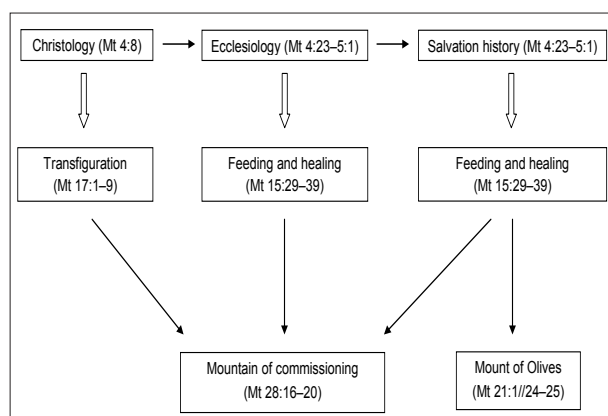 Christology (Mt 4:8)
Ecclesiology (Mt 4:23–5:1)
Salvation history (Mt 4:23–5:1)
Transfiguration
(Mt 17:1–9)
Feeding and healing
(Mt 15:29–39)
Feeding and healing
(Mt 15:29–39)
Mountain of commissioning
(Mt 28:16–20)
Mount of Olives
(Mt 21:1//24–25)